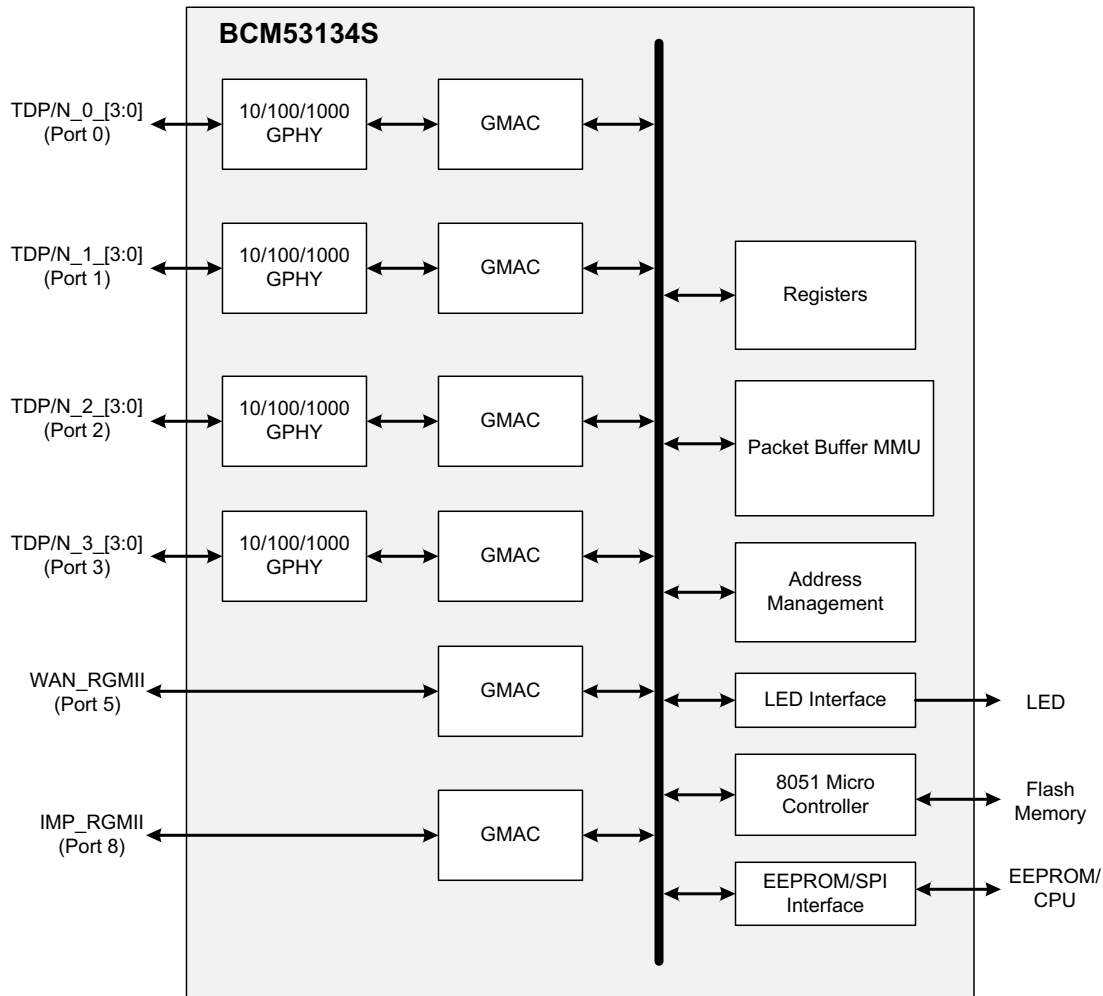 BCM53134S
TDP/N_0_[3:0]
(Port 0)
10/100/1000
GPHY
GMAC
TDP/N_1_[3:0]
(Port 1)
10/100/1000
GPHY
GMAC
Registers
TDP/N_2_[3:0]
(Port 2)
10/100/1000
GPHY
GMAC
Packet Buffer MMU
TDP/N_3_[3:0]
(Port 3)
10/100/1000
GPHY
GMAC
Address
Management
WAN_RGMII
(Port 5)
GMAC
LED Interface
LED
8051 Micro
Controller
Flash
Memory
IMP_RGMII
(Port 8)
GMAC
EEPROM/SPI
Interface
EEPROM/
CPU